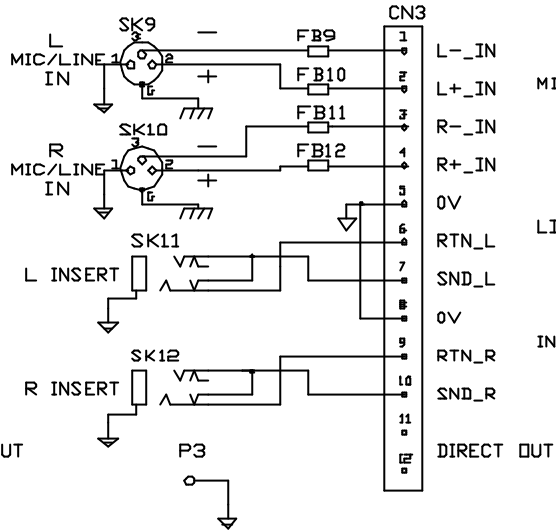 SK9
CN3
L
MIC/LINE
IN
1
2
3
G
FB9
1
L-_IN
FB10
2
L+_IN
MI
FB11
3
R-_IN
SK10
R
MIC/LINE
IN
1
2
3
G
FB12
4
R+_IN
5
0V
LI
6
RTN_L
SK11
L INSERT
7
SND_L
8
0V
IN
9
RTN_R
SK12
R INSERT
10
SND_R
11
UT
P3
12
DIRECT OUT